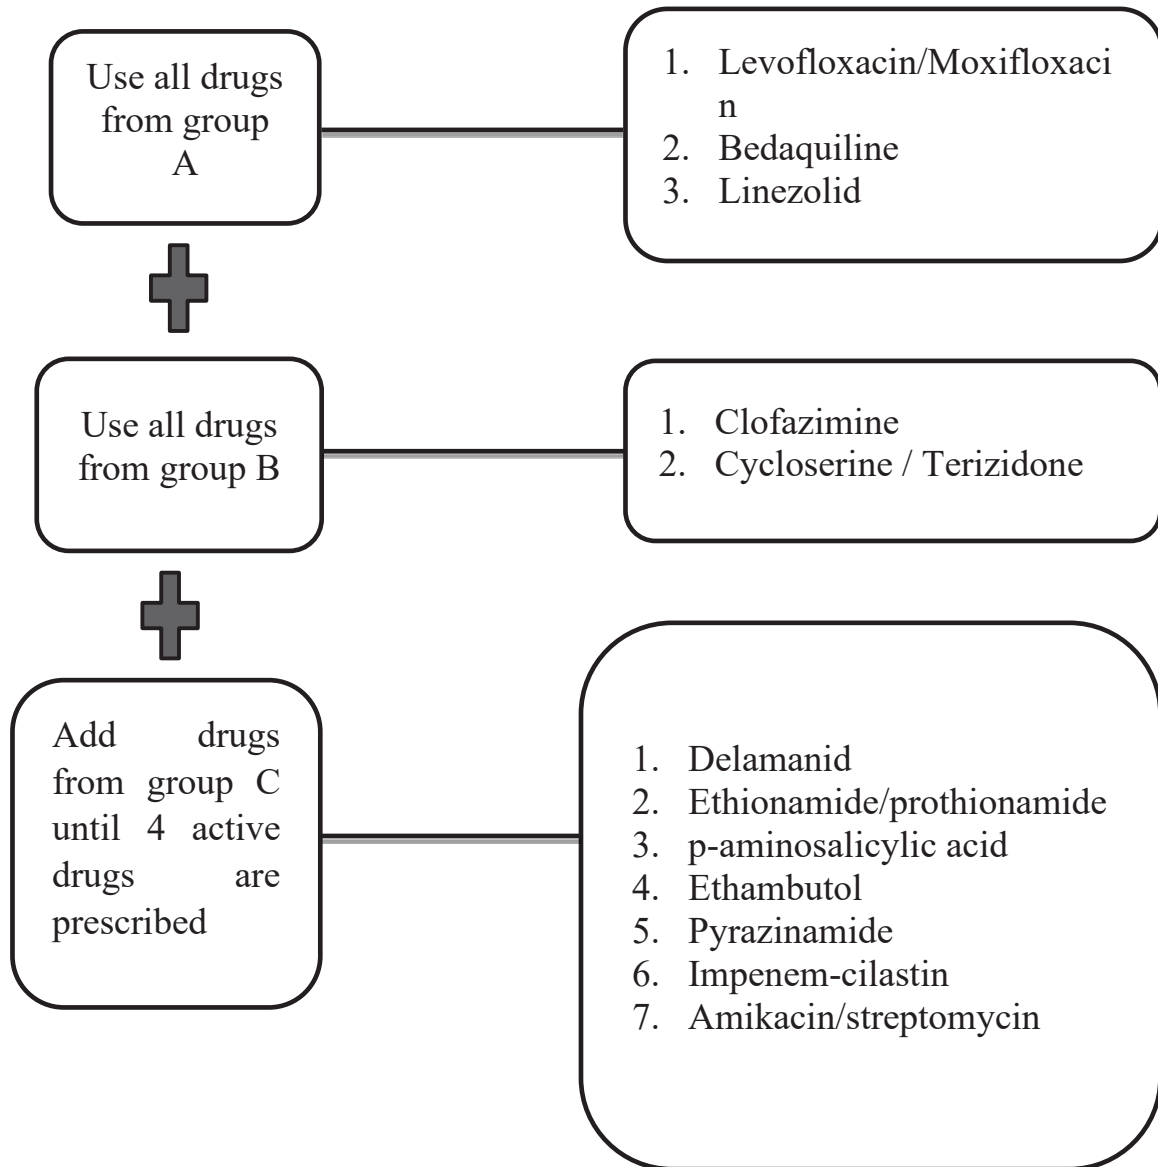 Use all drugs
from group
A
1. Levofloxacin/Moxifloxaci
n
2. Bedaquiline
3. Linezolid
Use all drugs
from group B
1. Clofazimine
2. Cycloserine / Terizidone
Add drugs
from group C
until 4 active
drugs are
prescribed
1. Delamanid
2. Ethionamide/prothionamide
3. p-aminosalicylic acid
4. Ethambutol
5. Pyrazinamide
6. Impenem-cilastin
7. Amikacin/streptomycin